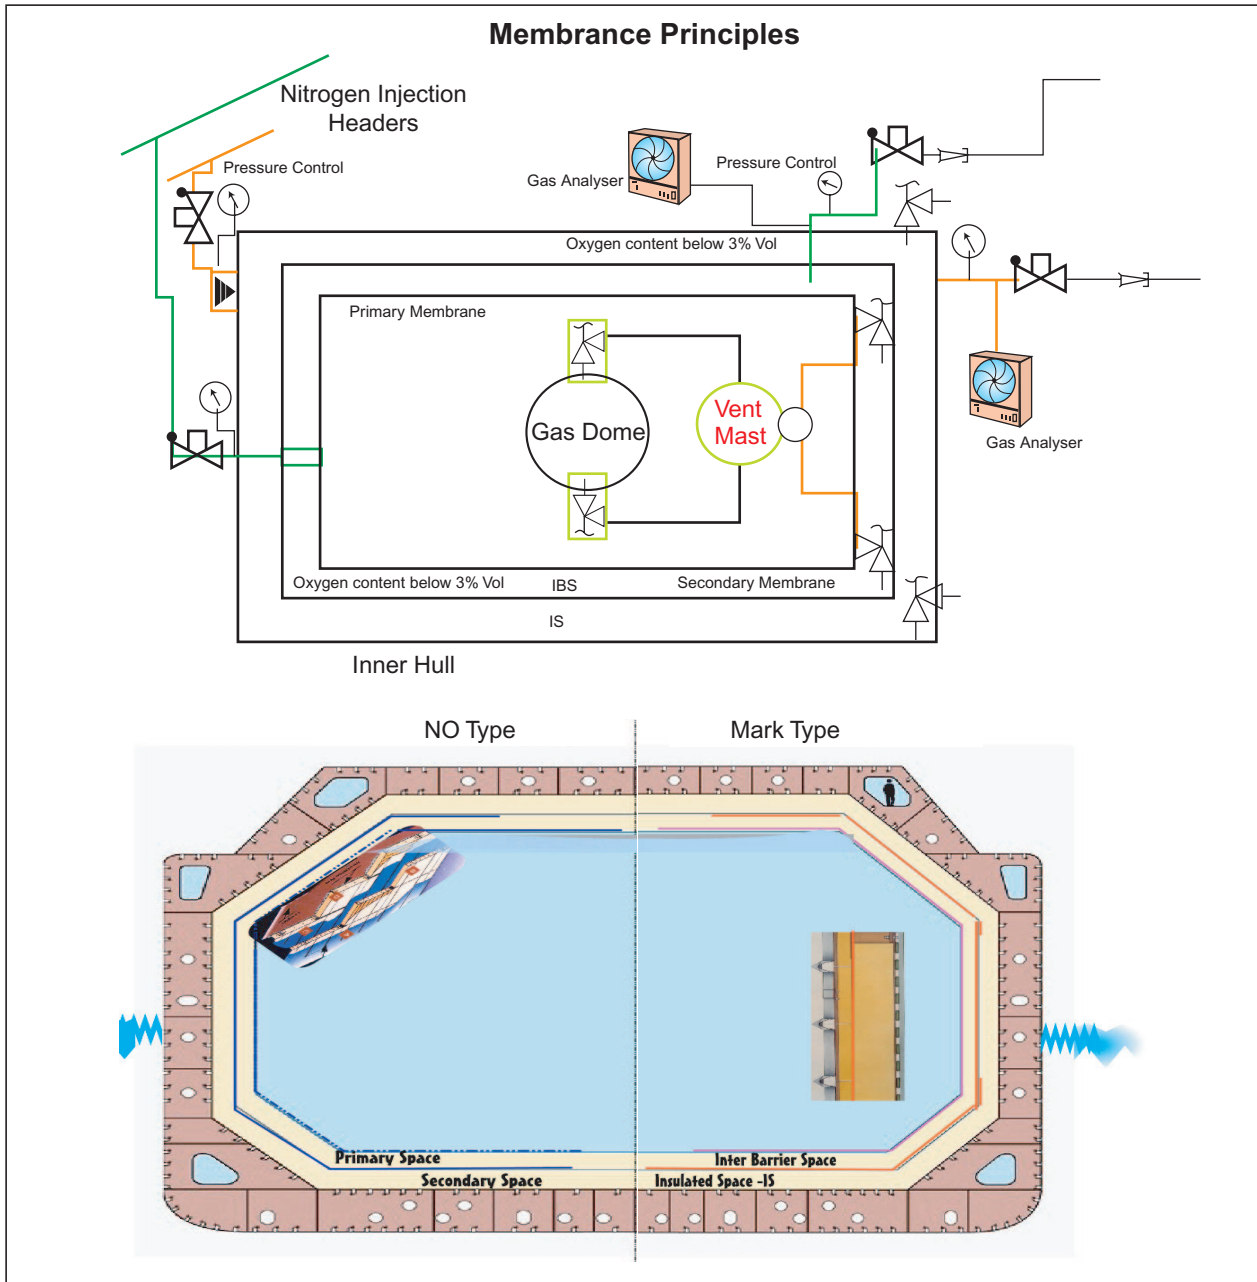 Membrance Principles
Nitrogen Injection
Headers
Pressure Control
Gas Analyser
Pressure Control
Oxygen content below 3% Vol
Primary Membrane
Gas Dome
Vent
Mast
Gas Analyser
Oxygen content below 3% Vol
IBS
Secondary Membrane
IS
Inner Hull
NO Type
Mark Type
Primary Space
Inter Barrier Space
Secondary Space
Insulated Space -IS